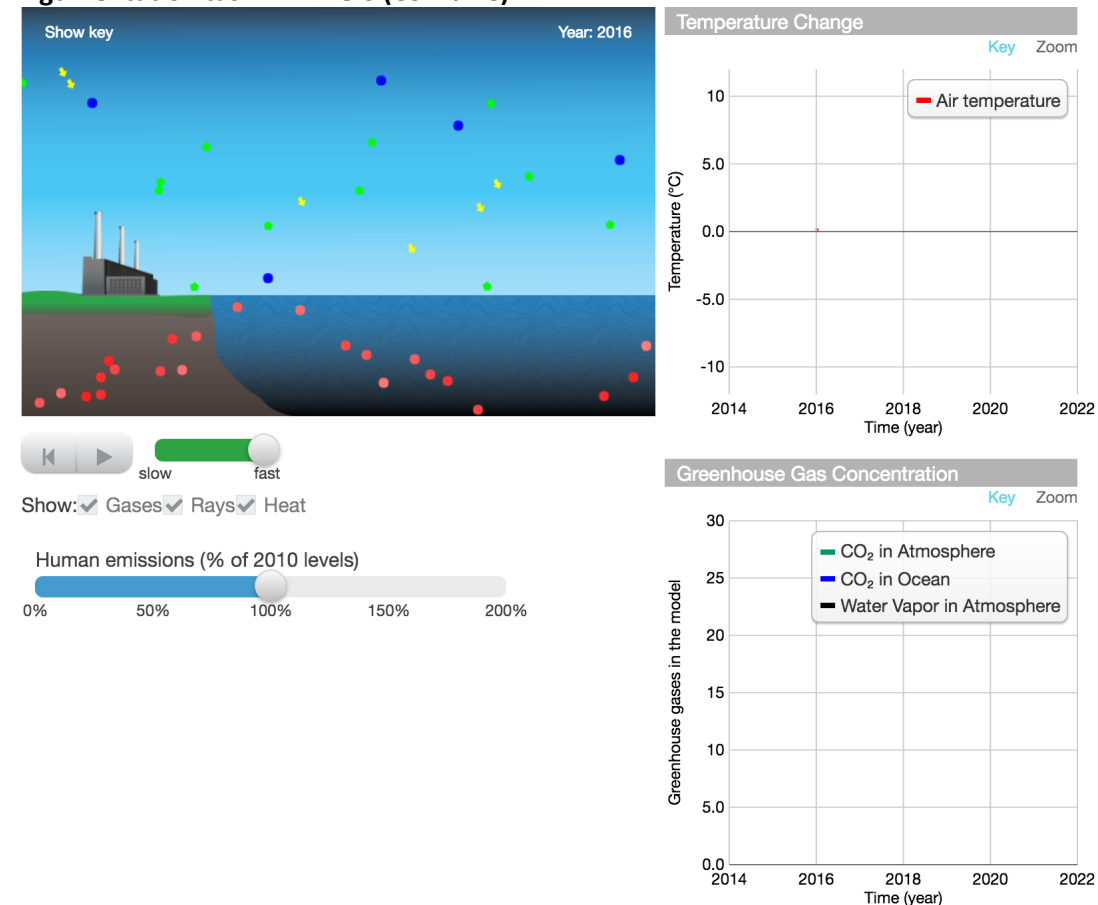 Show key
Year: 2016
slow
fast
Show: Gases Rays Heat
Human emissions (% of 2010 levels)
0% 50% 100% 150% 200%
Temperature Change
Key Zoom
Air temperature
10
5.0
0.0
-5.0
-10
Temperature (°C)
2014 2016 2018 2020 2022
Time (year)
Greenhouse Gas Concentration
Key Zoom
CO₂ in Atmosphere
CO₂ in Ocean
Water Vapor in Atmosphere
30
25
20
15
10
5.0
0.0
Greenhouse gases in the model
2014 2016 2018 2020 2022
Time (year)